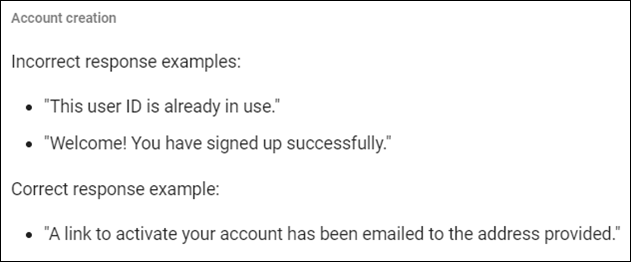 Account creation
Incorrect response examples:
• "This user ID is already in use."
• "Welcome! You have signed up successfully."
Correct response example:
• "A link to activate your account has been emailed to the address provided."